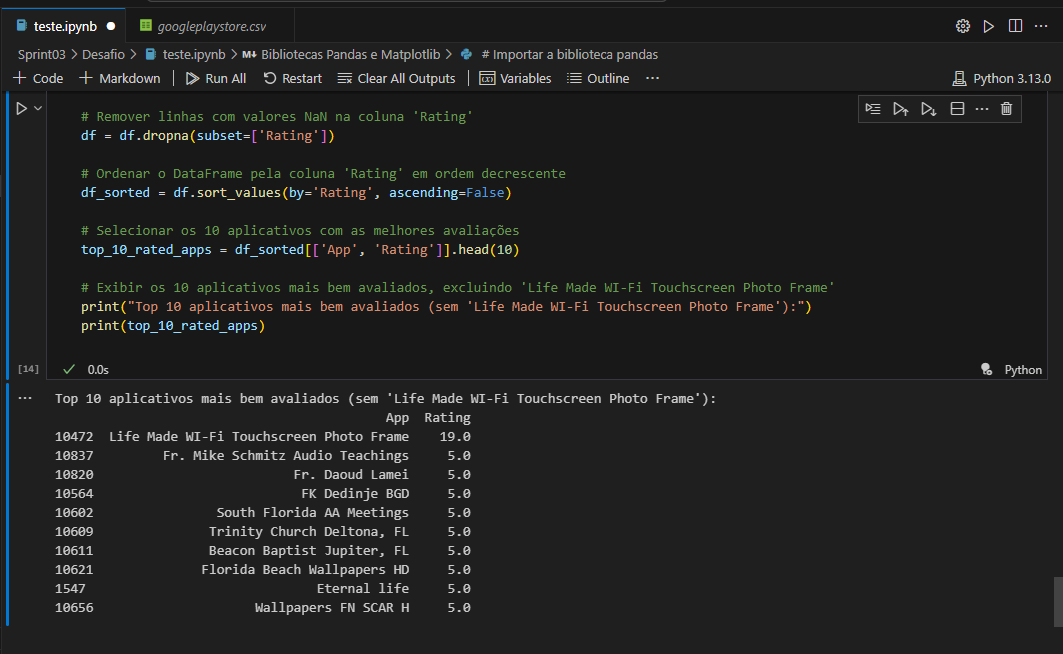 teste.ipynb
googleplaystore.csv
Sprint03 > Desafio > teste.ipynb > M↓ Bibliotecas Pandas e Matplotlib > # Importar a biblioteca pandas
+ Code + Markdown | Run All Restart Clear All Outputs | Variables Outline ...
Python 3.13.0
# Remover linhas com valores NaN na coluna 'Rating'
df = df.dropna(subset=['Rating'])
# Ordenar o DataFrame pela coluna 'Rating' em ordem decrescente
df_sorted = df.sort_values(by='Rating', ascending=False)
# Selecionar os 10 aplicativos com as melhores avaliações
top_10_rated_apps = df_sorted[['App', 'Rating']].head(10)
# Exibir os 10 aplicativos mais bem avaliados, excluindo 'Life Made WI-Fi Touchscreen Photo Frame'
print("Top 10 aplicativos mais bem avaliados (sem 'Life Made WI-Fi Touchscreen Photo Frame'):")
print(top_10_rated_apps)
[14] ✓ 0.0s
Python
... Top 10 aplicativos mais bem avaliados (sem 'Life Made WI-Fi Touchscreen Photo Frame'):
App Rating
10472 Life Made WI-Fi Touchscreen Photo Frame 19.0
10837 Fr. Mike Schmitz Audio Teachings 5.0
10820 Fr. Daoud Lamei 5.0
10564 FK Dedinje BGD 5.0
10602 South Florida AA Meetings 5.0
10609 Trinity Church Deltona, FL 5.0
10611 Beacon Baptist Jupiter, FL 5.0
10621 Florida Beach Wallpapers HD 5.0
1547 Eternal life 5.0
10656 Wallpapers FN SCAR H 5.0